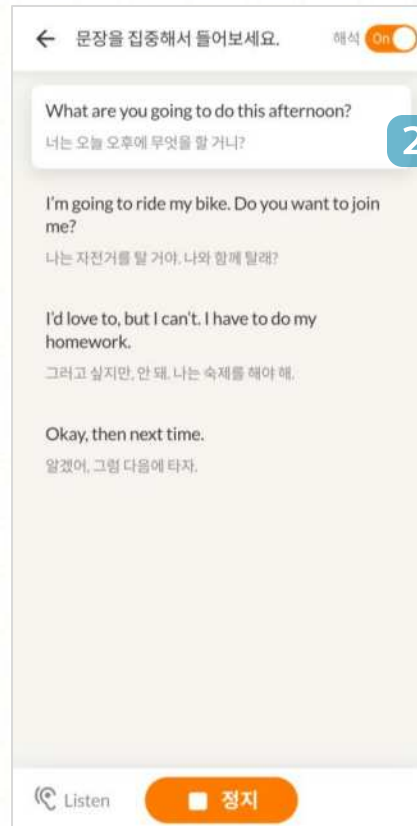 ← 문장을 집중해서 들어보세요. 해석 On
What are you going to do this afternoon?
너는 오늘 오후에 무엇을 할 거니?
2
I'm going to ride my bike. Do you want to join
me?
나는 자전거를 탈 거야. 나와 함께 탈래?
I'd love to, but I can't. I have to do my
homework.
그러고 싶지만, 안 돼. 나는 숙제를 해야 해.
Okay, then next time.
알겠어, 그럼 다음에 타자.
Listen 정지